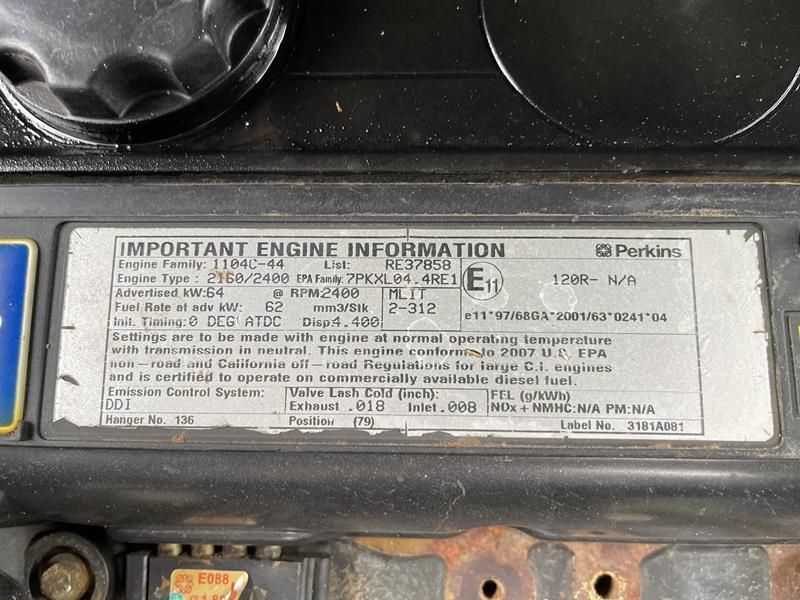 IMPORTANT ENGINE INFORMATION Perkins
Engine Family: 1104C-44 List: RE37858
Engine Type : 2160/2400 EPA Family: 7PKXL04.4RE1 E11 120R- N/A
Advertised kW:64 @ RPM:2400 MLIT
Fuel Rate at adv kW: 62 mm3/Stk 2-312 e11*97/68GA*2001/63*0241*04
Init. Timing:0 DEG ATDC Disp4.400
Settings are to be made with engine at normal operating temperature
with transmission in neutral. This engine conforms to 2007 U.S. EPA
non-road and California off-road Regulations for large C.I. engines
and is certified to operate on commercially available diesel fuel.
Emission Control System: Valve Lash Cold (inch): FEL (g/kWh)
DDI Exhaust .018 Inlet .008 NOx + NMHC:N/A PM:N/A
Hanger No. 136 Position (79) Label No. 3181A081
E088